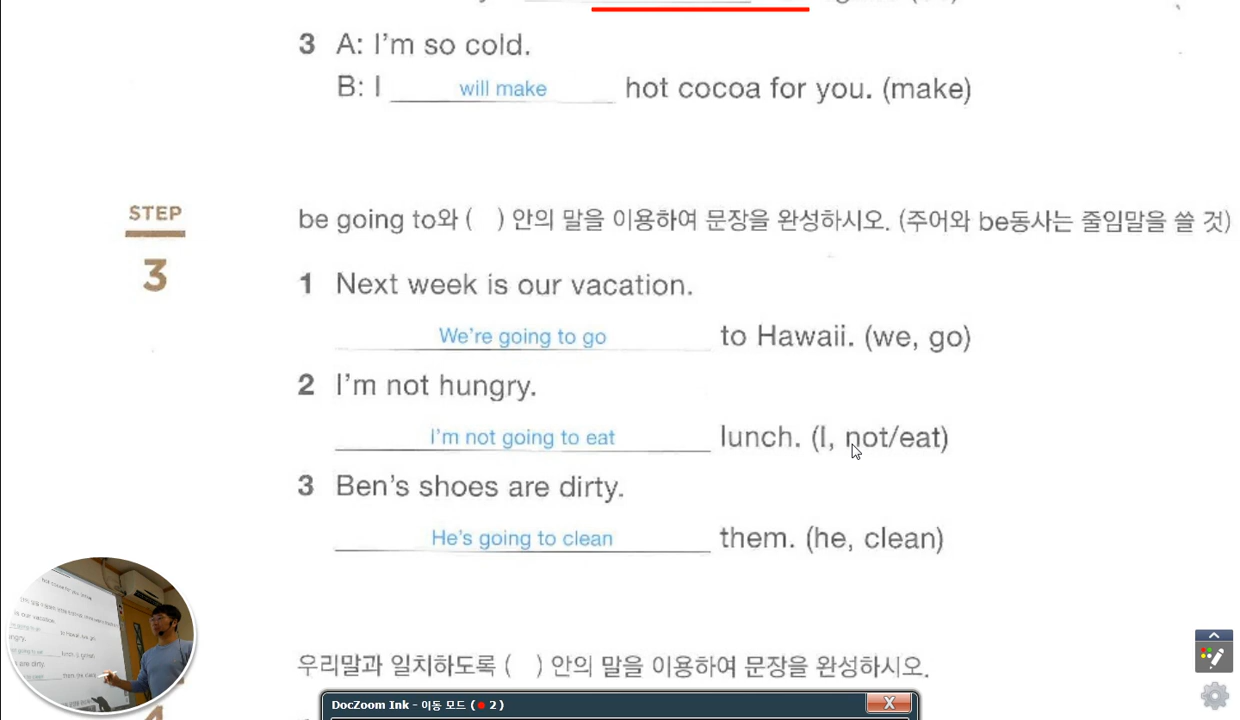 3 A: I'm so cold.
B: I will make hot cocoa for you. (make)
STEP
3
be going to와 ( ) 안의 말을 이용하여 문장을 완성하시오. (주어와 be동사는 줄임말을 쓸 것)
1 Next week is our vacation.
We're going to go to Hawaii. (we, go)
2 I'm not hungry.
I'm not going to eat lunch. (I, not/eat)
3 Ben's shoes are dirty.
He's going to clean them. (he, clean)
우리말과 일치하도록 ( ) 안의 말을 이용하여 문장을 완성하시오.
DocZoom Ink - 이동 모드 ( 2 )
X